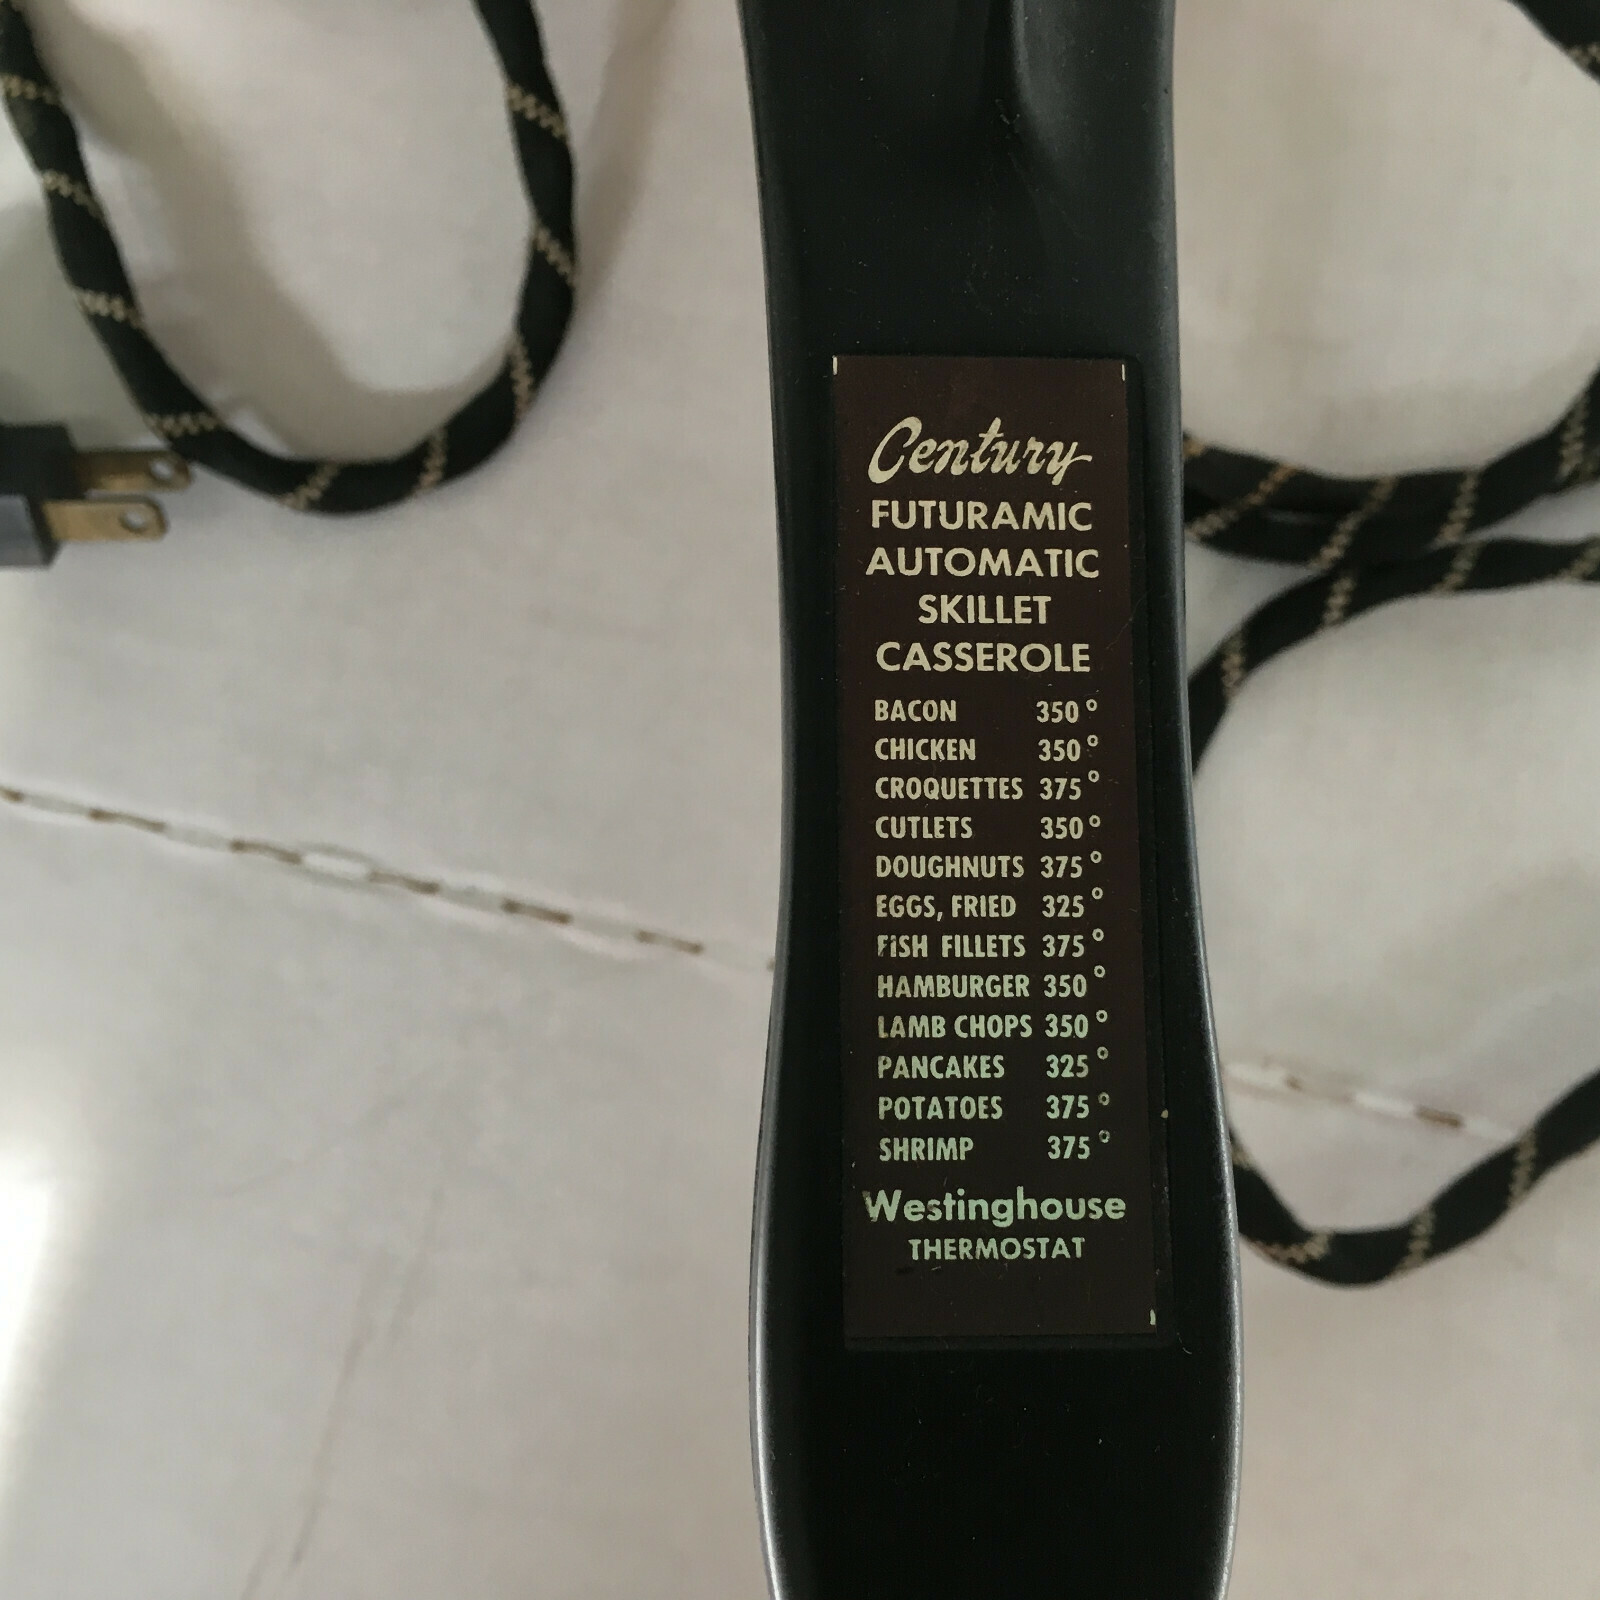 Century
FUTURAMIC
AUTOMATIC
SKILLET
CASSEROLE
BACON 350°
CHICKEN 350°
CROQUETTES 375°
CUTLETS 350°
DOUGHNUTS 375°
EGGS, FRIED 325°
FISH FILLETS 375°
HAMBURGER 350°
LAMB CHOPS 350°
PANCAKES 325°
POTATOES 375°
SHRIMP 375°
Westinghouse
THERMOSTAT